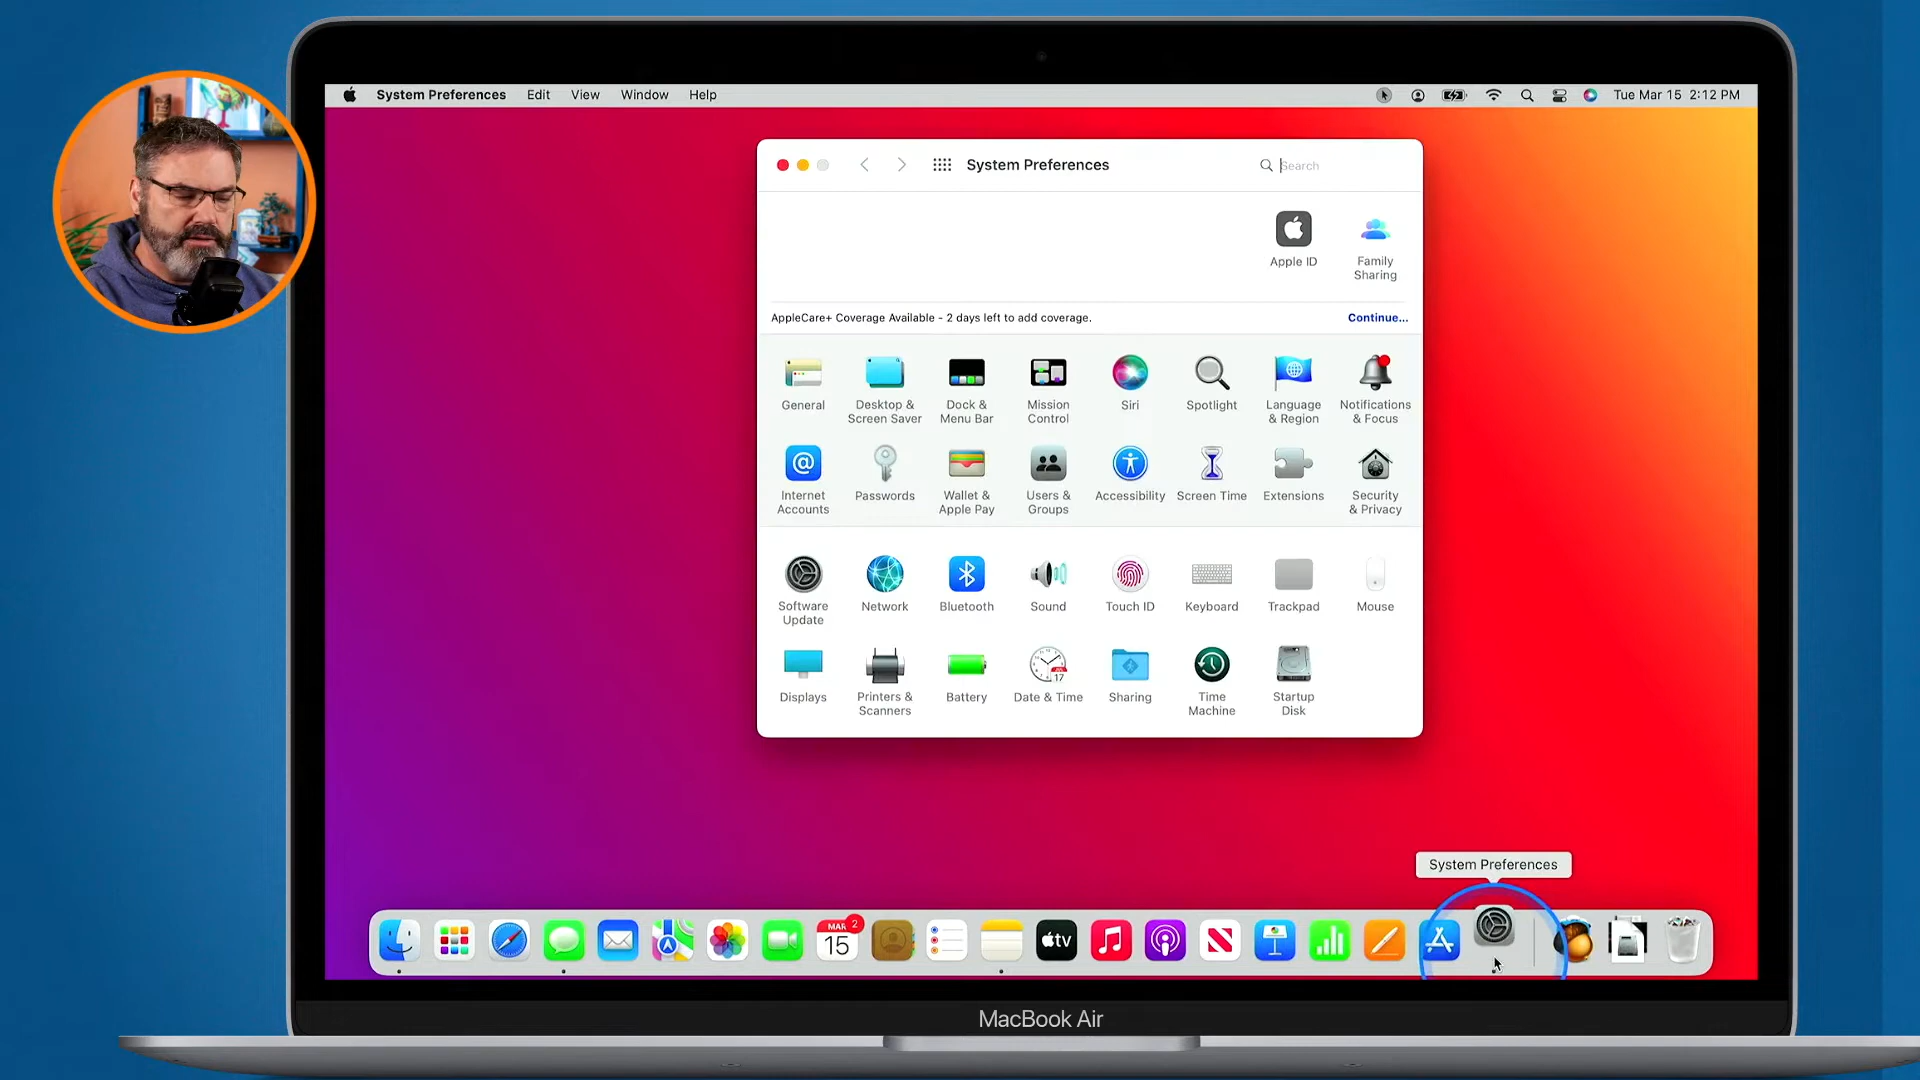 System Preferences Edit View Window Help Tue Mar 15 2:12 PM
System Preferences Search
Apple ID
Family
Sharing
AppleCare+ Coverage Available - 2 days left to add coverage. Continue...
General
Desktop &
Screen Saver
Dock &
Menu Bar
Mission
Control
Siri
Spotlight
Language
& Region
Notifications
& Focus
Internet
Accounts
Passwords
Wallet &
Apple Pay
Users &
Groups
Accessibility
Screen Time
Extensions
Security
& Privacy
Software
Update
Network
Bluetooth
Sound
Touch ID
Keyboard
Trackpad
Mouse
Displays
Printers &
Scanners
Battery
17
Date & Time
Sharing
Time
Machine
Startup
Disk
System Preferences
MAR 2
15
tv
MacBook Air